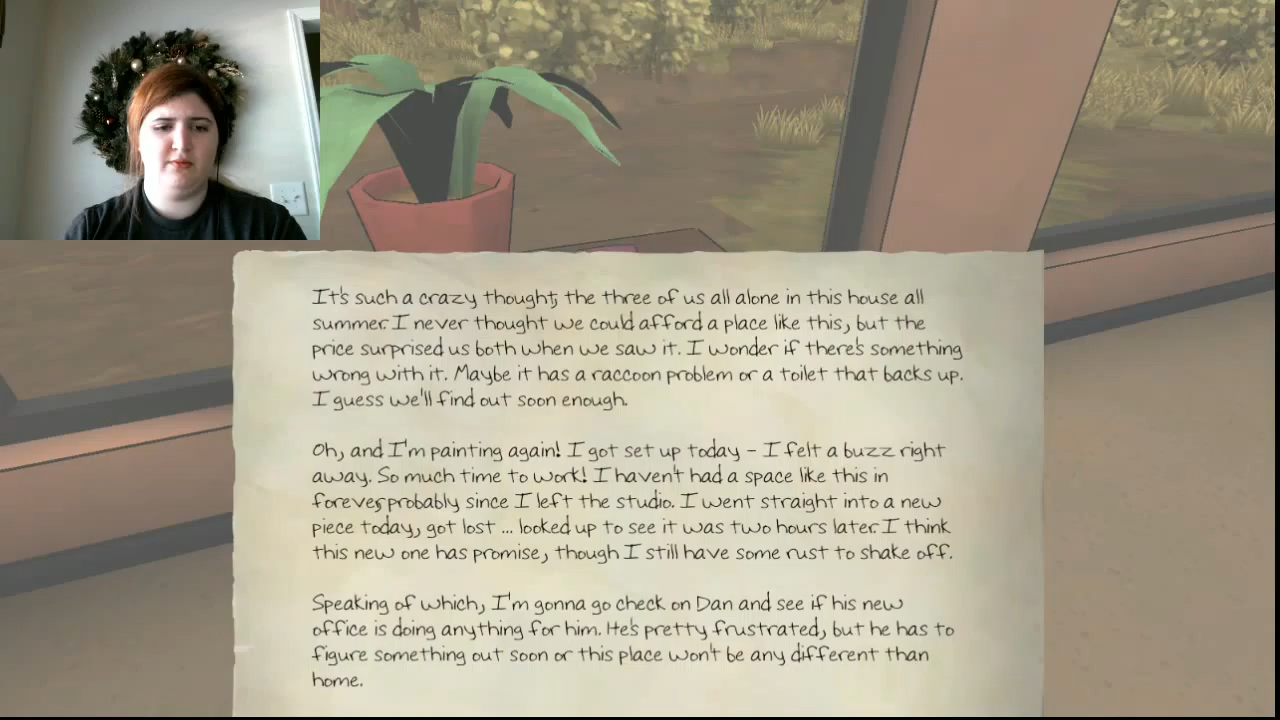 It's such a crazy thought, the three of us all alone in this house all
summer. I never thought we could afford a place like this, but the
price surprised us both when we saw it. I wonder if there's something
wrong with it. Maybe it has a raccoon problem or a toilet that backs up.
I guess we'll find out soon enough.
Oh, and I'm painting again! I got set up today - I felt a buzz right
away. So much time to work! I haven't had a space like this in
forever, probably since I left the studio. I went straight into a new
piece today, got lost ... looked up to see it was two hours later. I think
this new one has promise, though I still have some rust to shake off.
Speaking of which, I'm gonna go check on Dan and see if his new
office is doing anything for him. He's pretty frustrated, but he has to
figure something out soon or this place won't be any different than
home.